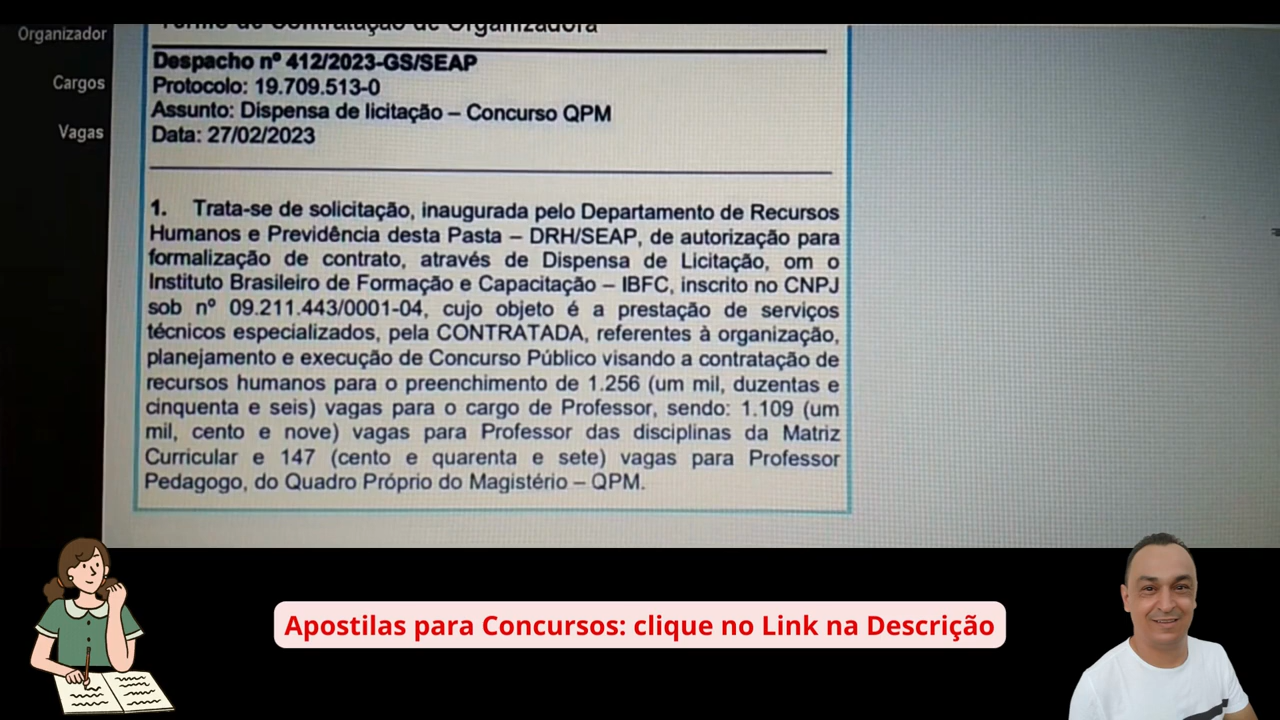 Organizador
Cargos
Vagas
Termo de Contratação de Organizadora
Despacho nº 412/2023-GS/SEAP
Protocolo: 19.709.513-0
Assunto: Dispensa de licitação – Concurso QPM
Data: 27/02/2023
1. Trata-se de solicitação, inaugurada pelo Departamento de Recursos
Humanos e Previdência desta Pasta – DRH/SEAP, de autorização para
formalização de contrato, através de Dispensa de Licitação, om o
Instituto Brasileiro de Formação e Capacitação – IBFC, inscrito no CNPJ
sob nº 09.211.443/0001-04, cujo objeto é a prestação de serviços
técnicos especializados, pela CONTRATADA, referentes à organização,
planejamento e execução de Concurso Público visando a contratação de
recursos humanos para o preenchimento de 1.256 (um mil, duzentas e
cinquenta e seis) vagas para o cargo de Professor, sendo: 1.109 (um
mil, cento e nove) vagas para Professor das disciplinas da Matriz
Curricular e 147 (cento e quarenta e sete) vagas para Professor
Pedagogo, do Quadro Próprio do Magistério – QPM.
Apostilas para Concursos: clique no Link na Descrição